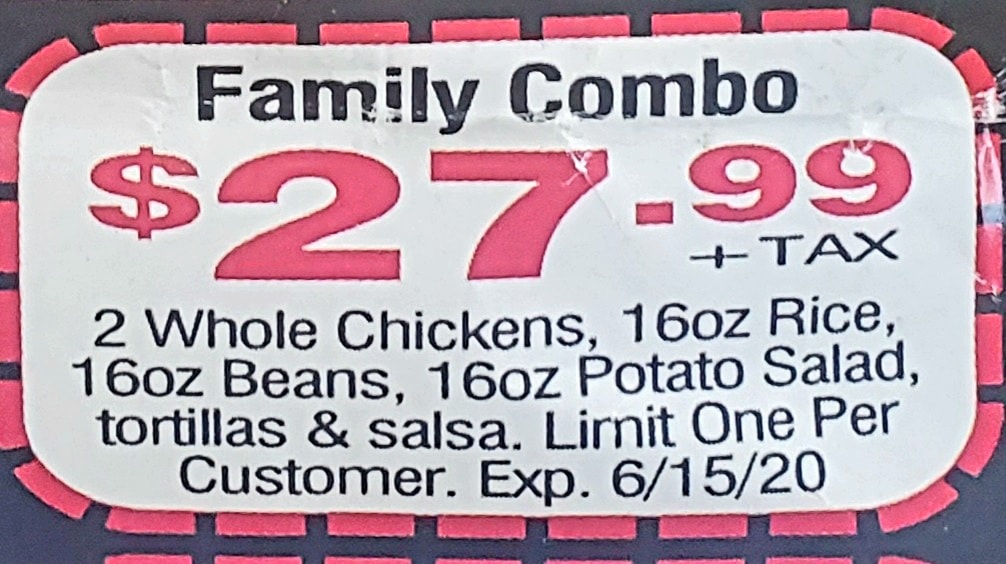 Family Combo
$27.99
+ TAX
2 Whole Chickens, 16oz Rice,
16oz Beans, 16oz Potato Salad,
tortillas & salsa. Limit One Per
Customer. Exp. 6/15/20